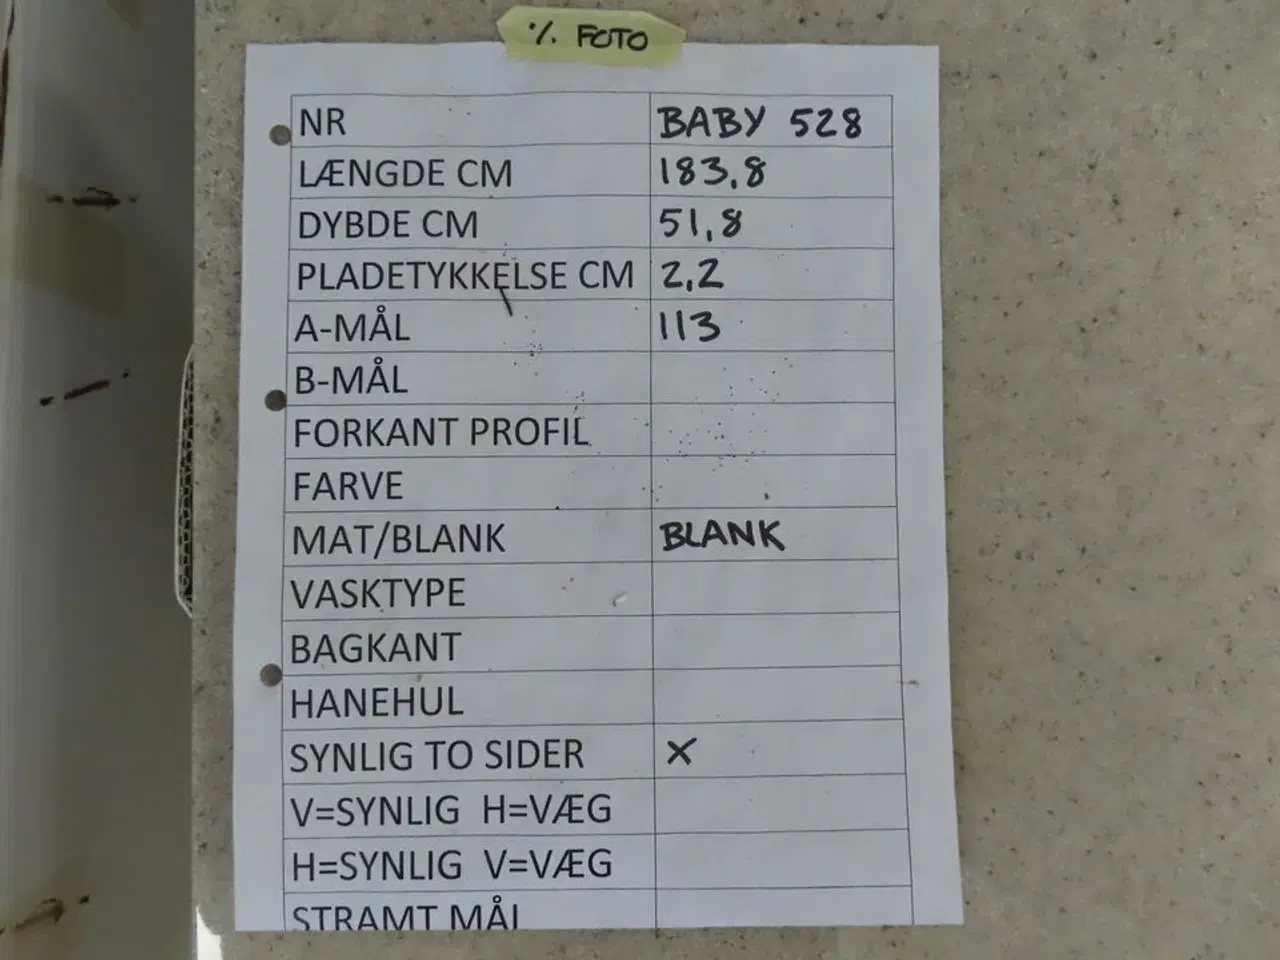 ٪ FOTO
NR BABY 528
LÆNGDE CM 183,8
DYBDE CM 51,8
PLADETYKKELSE CM 2,2
A-MÅL 113
B-MÅL
FORKANT PROFIL
FARVE
MAT/BLANK BLANK
VASKTYPE
BAGKANT
HANEHUL
SYNLIG TO SIDER X
V=SYNLIG H=VÆG
H=SYNLIG V=VÆG
STRAMT MÅL